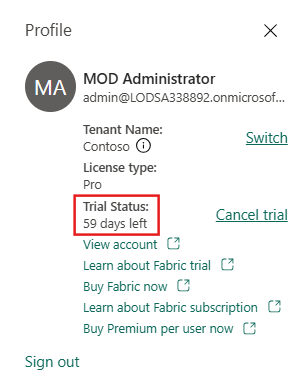 Profile
MA
MOD Administrator
admin@LODSA338892.onmicrosof...
Tenant Name:
Contoso
Switch
License type:
Pro
Trial Status:
59 days left
Cancel trial
View account
Learn about Fabric trial
Buy Fabric now
Learn about Fabric subscription
Buy Premium per user now
Sign out